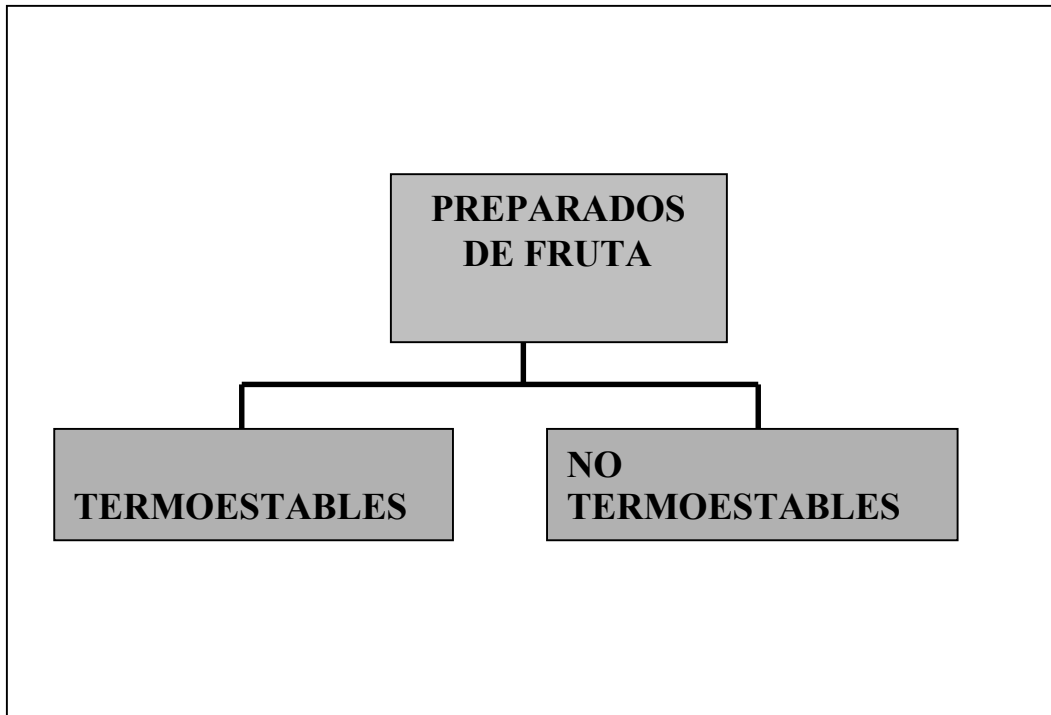 PREPARADOS
DE FRUTA
TERMOESTABLES
NO
TERMOESTABLES